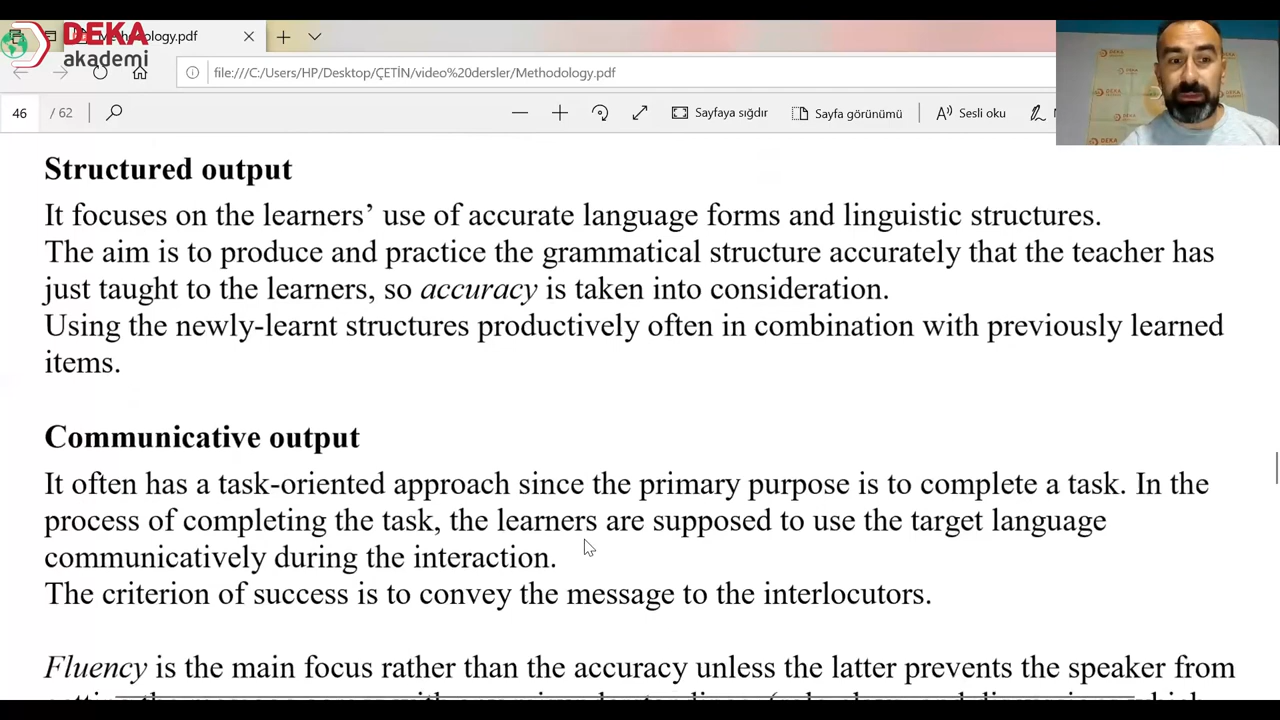 DEKA
akademi
Methodology.pdf
file:///C:/Users/HP/Desktop/ÇETİN/video%20dersler/Methodology.pdf
46 / 62
Sayfaya sığdır
Sayfa görünümü
Sesli oku
Structured output
It focuses on the learners’ use of accurate language forms and linguistic structures.
The aim is to produce and practice the grammatical structure accurately that the teacher has
just taught to the learners, so accuracy is taken into consideration.
Using the newly-learnt structures productively often in combination with previously learned
items.
Communicative output
It often has a task-oriented approach since the primary purpose is to complete a task. In the
process of completing the task, the learners are supposed to use the target language
communicatively during the interaction.
The criterion of success is to convey the message to the interlocutors.
Fluency is the main focus rather than the accuracy unless the latter prevents the speaker from